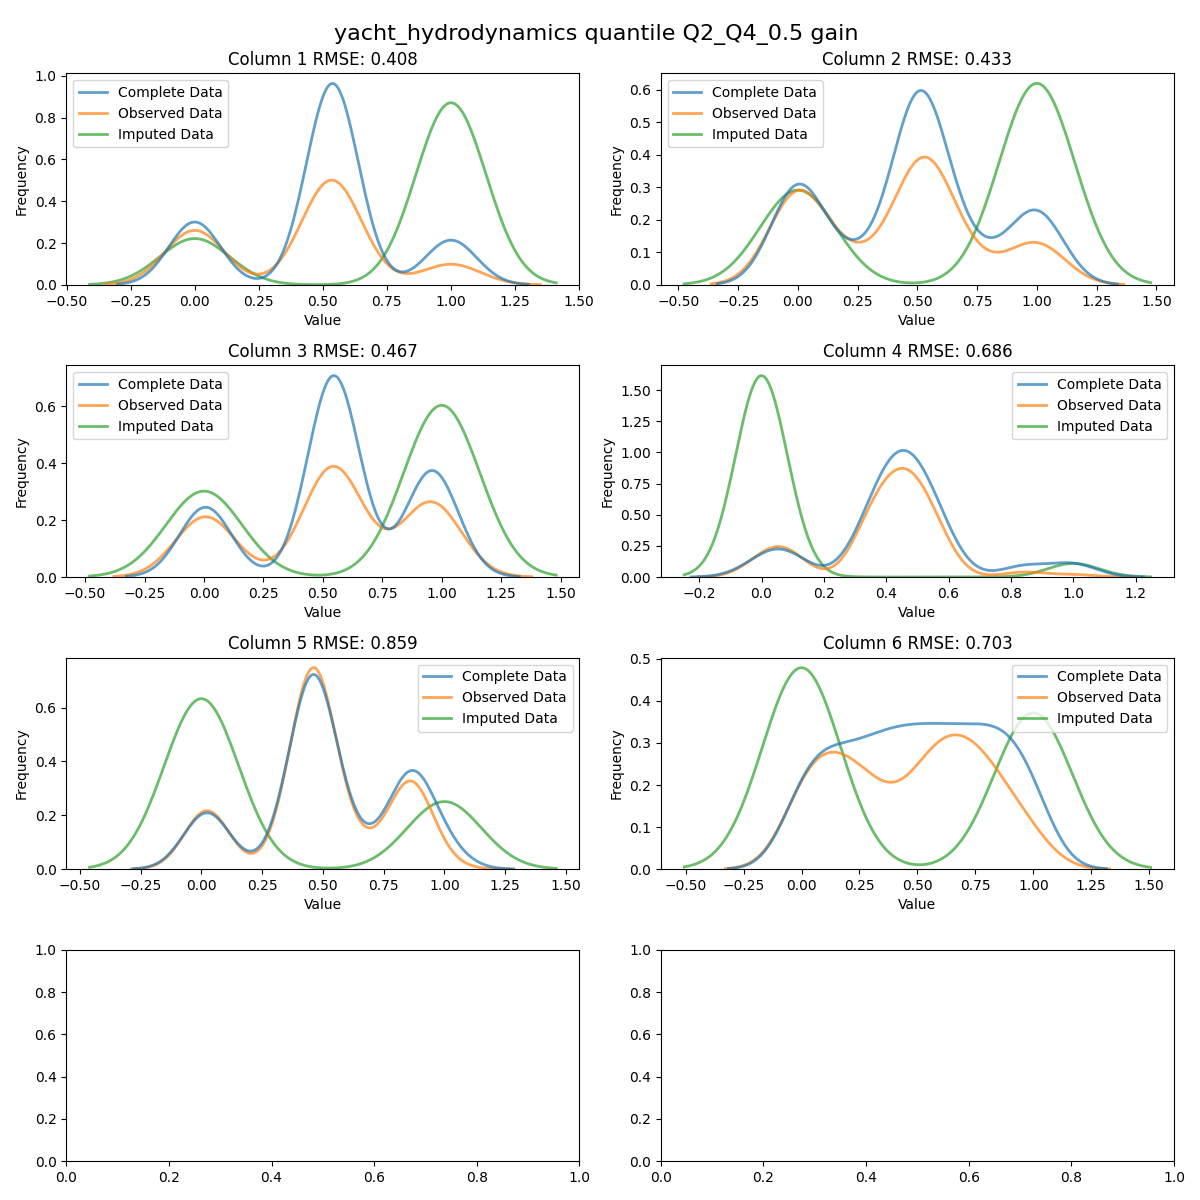 yacht_hydrodynamics quantile Q2_Q4_0.5 gain
Column 1 RMSE: 0.408
Complete Data
Observed Data
Imputed Data
Frequency
1.0
0.8
0.6
0.4
0.2
0.0
−0.50 −0.25 0.00 0.25 0.50 0.75 1.00 1.25 1.50
Value
Column 2 RMSE: 0.433
Complete Data
Observed Data
Imputed Data
Frequency
0.6
0.5
0.4
0.3
0.2
0.1
0.0
−0.50 −0.25 0.00 0.25 0.50 0.75 1.00 1.25 1.50
Value
Column 3 RMSE: 0.467
Complete Data
Observed Data
Imputed Data
Frequency
0.6
0.4
0.2
0.0
−0.50 −0.25 0.00 0.25 0.50 0.75 1.00 1.25 1.50
Value
Column 4 RMSE: 0.686
Complete Data
Observed Data
Imputed Data
Frequency
1.50
1.25
1.00
0.75
0.50
0.25
0.00
−0.2 0.0 0.2 0.4 0.6 0.8 1.0 1.2
Value
Column 5 RMSE: 0.859
Complete Data
Observed Data
Imputed Data
Frequency
0.6
0.4
0.2
0.0
−0.50 −0.25 0.00 0.25 0.50 0.75 1.00 1.25 1.50
Value
Column 6 RMSE: 0.703
Complete Data
Observed Data
Imputed Data
Frequency
0.5
0.4
0.3
0.2
0.1
0.0
−0.50 −0.25 0.00 0.25 0.50 0.75 1.00 1.25 1.50
Value
1.0
0.8
0.6
0.4
0.2
0.0
0.0 0.2 0.4 0.6 0.8 1.0
1.0
0.8
0.6
0.4
0.2
0.0
0.0 0.2 0.4 0.6 0.8 1.0